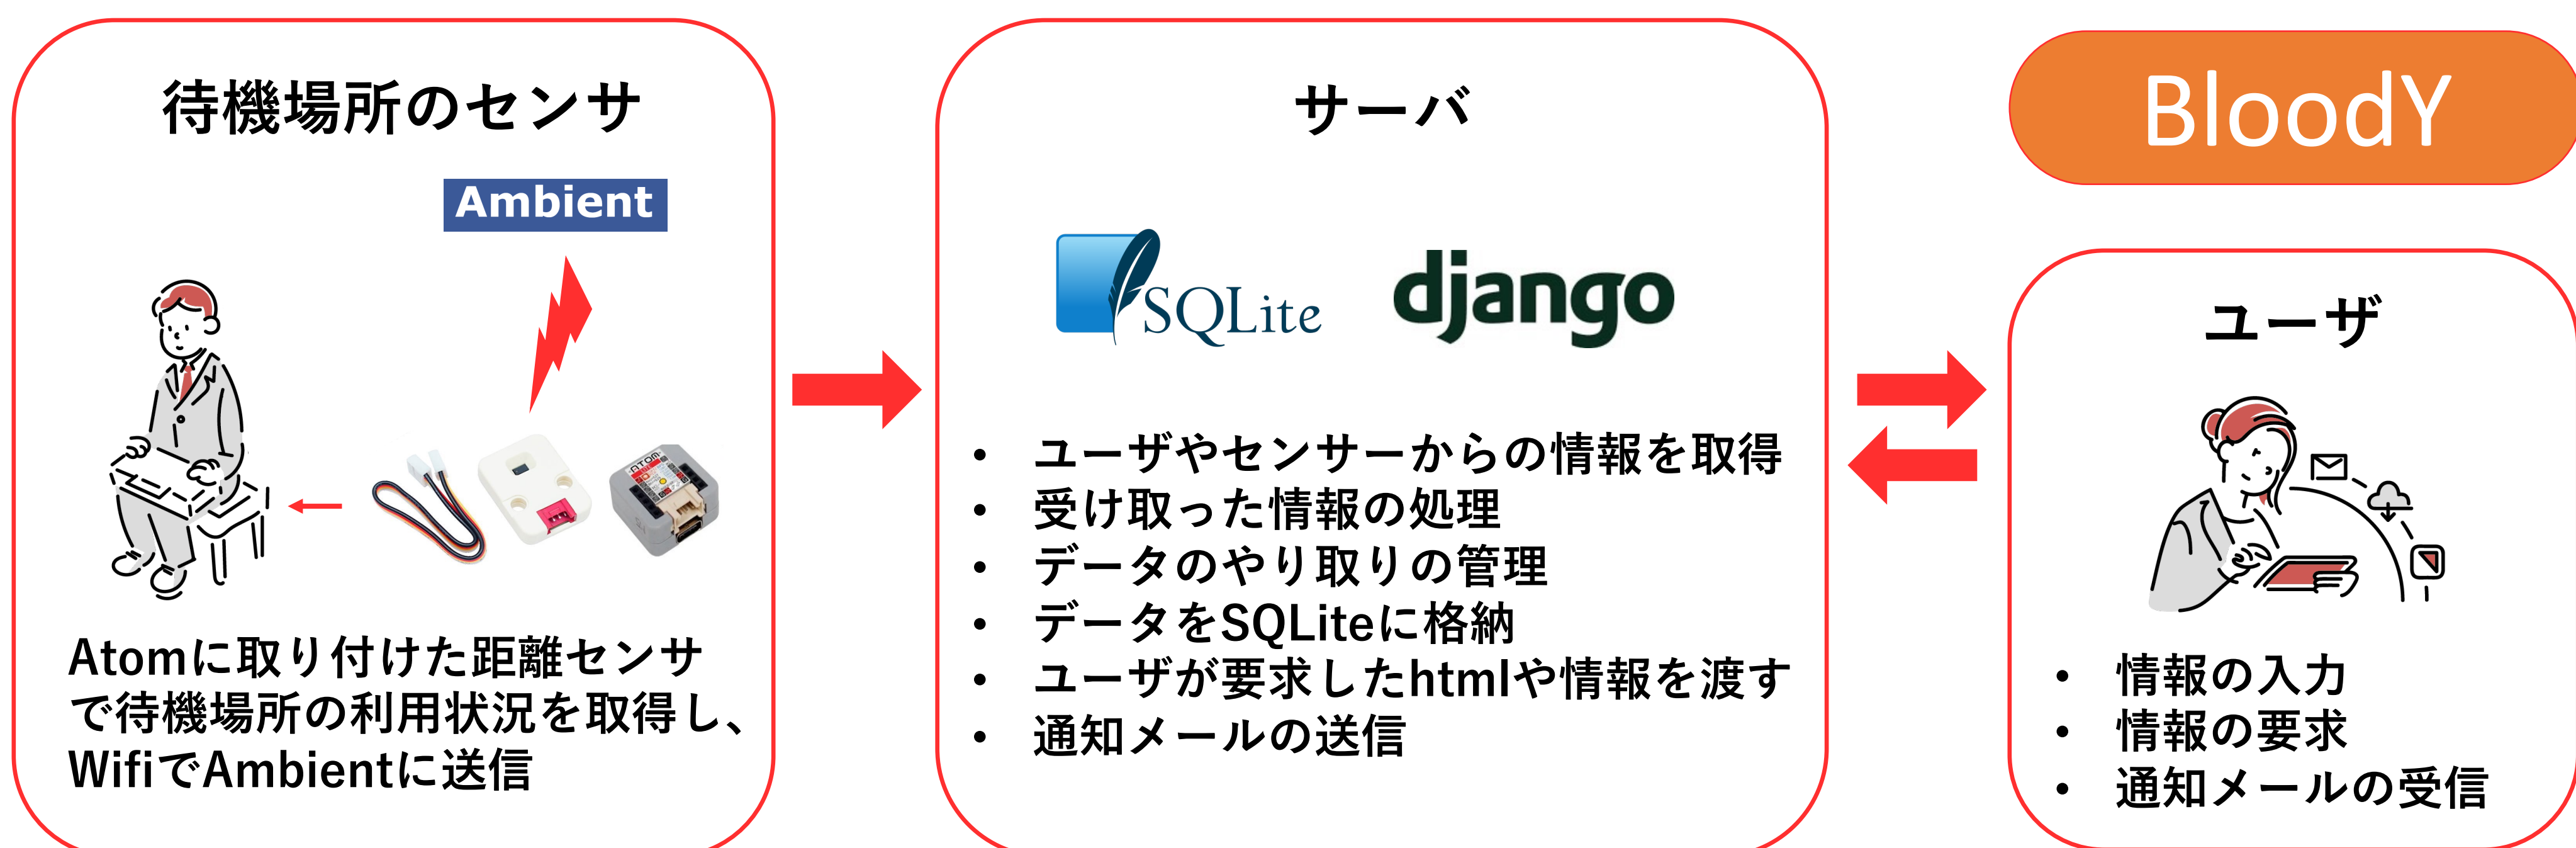 待機場所のセンサ
Ambient
ATOM
Atomに取り付けた距離センサ
で待機場所の利用状況を取得し、
WifiでAmbientに送信
サーバ
SQLite
django
• ユーザやセンサーからの情報を取得
• 受け取った情報の処理
• データのやり取りの管理
• データをSQLiteに格納
• ユーザが要求したhtmlや情報を渡す
• 通知メールの送信
BloodY
ユーザ
• 情報の入力
• 情報の要求
• 通知メールの受信